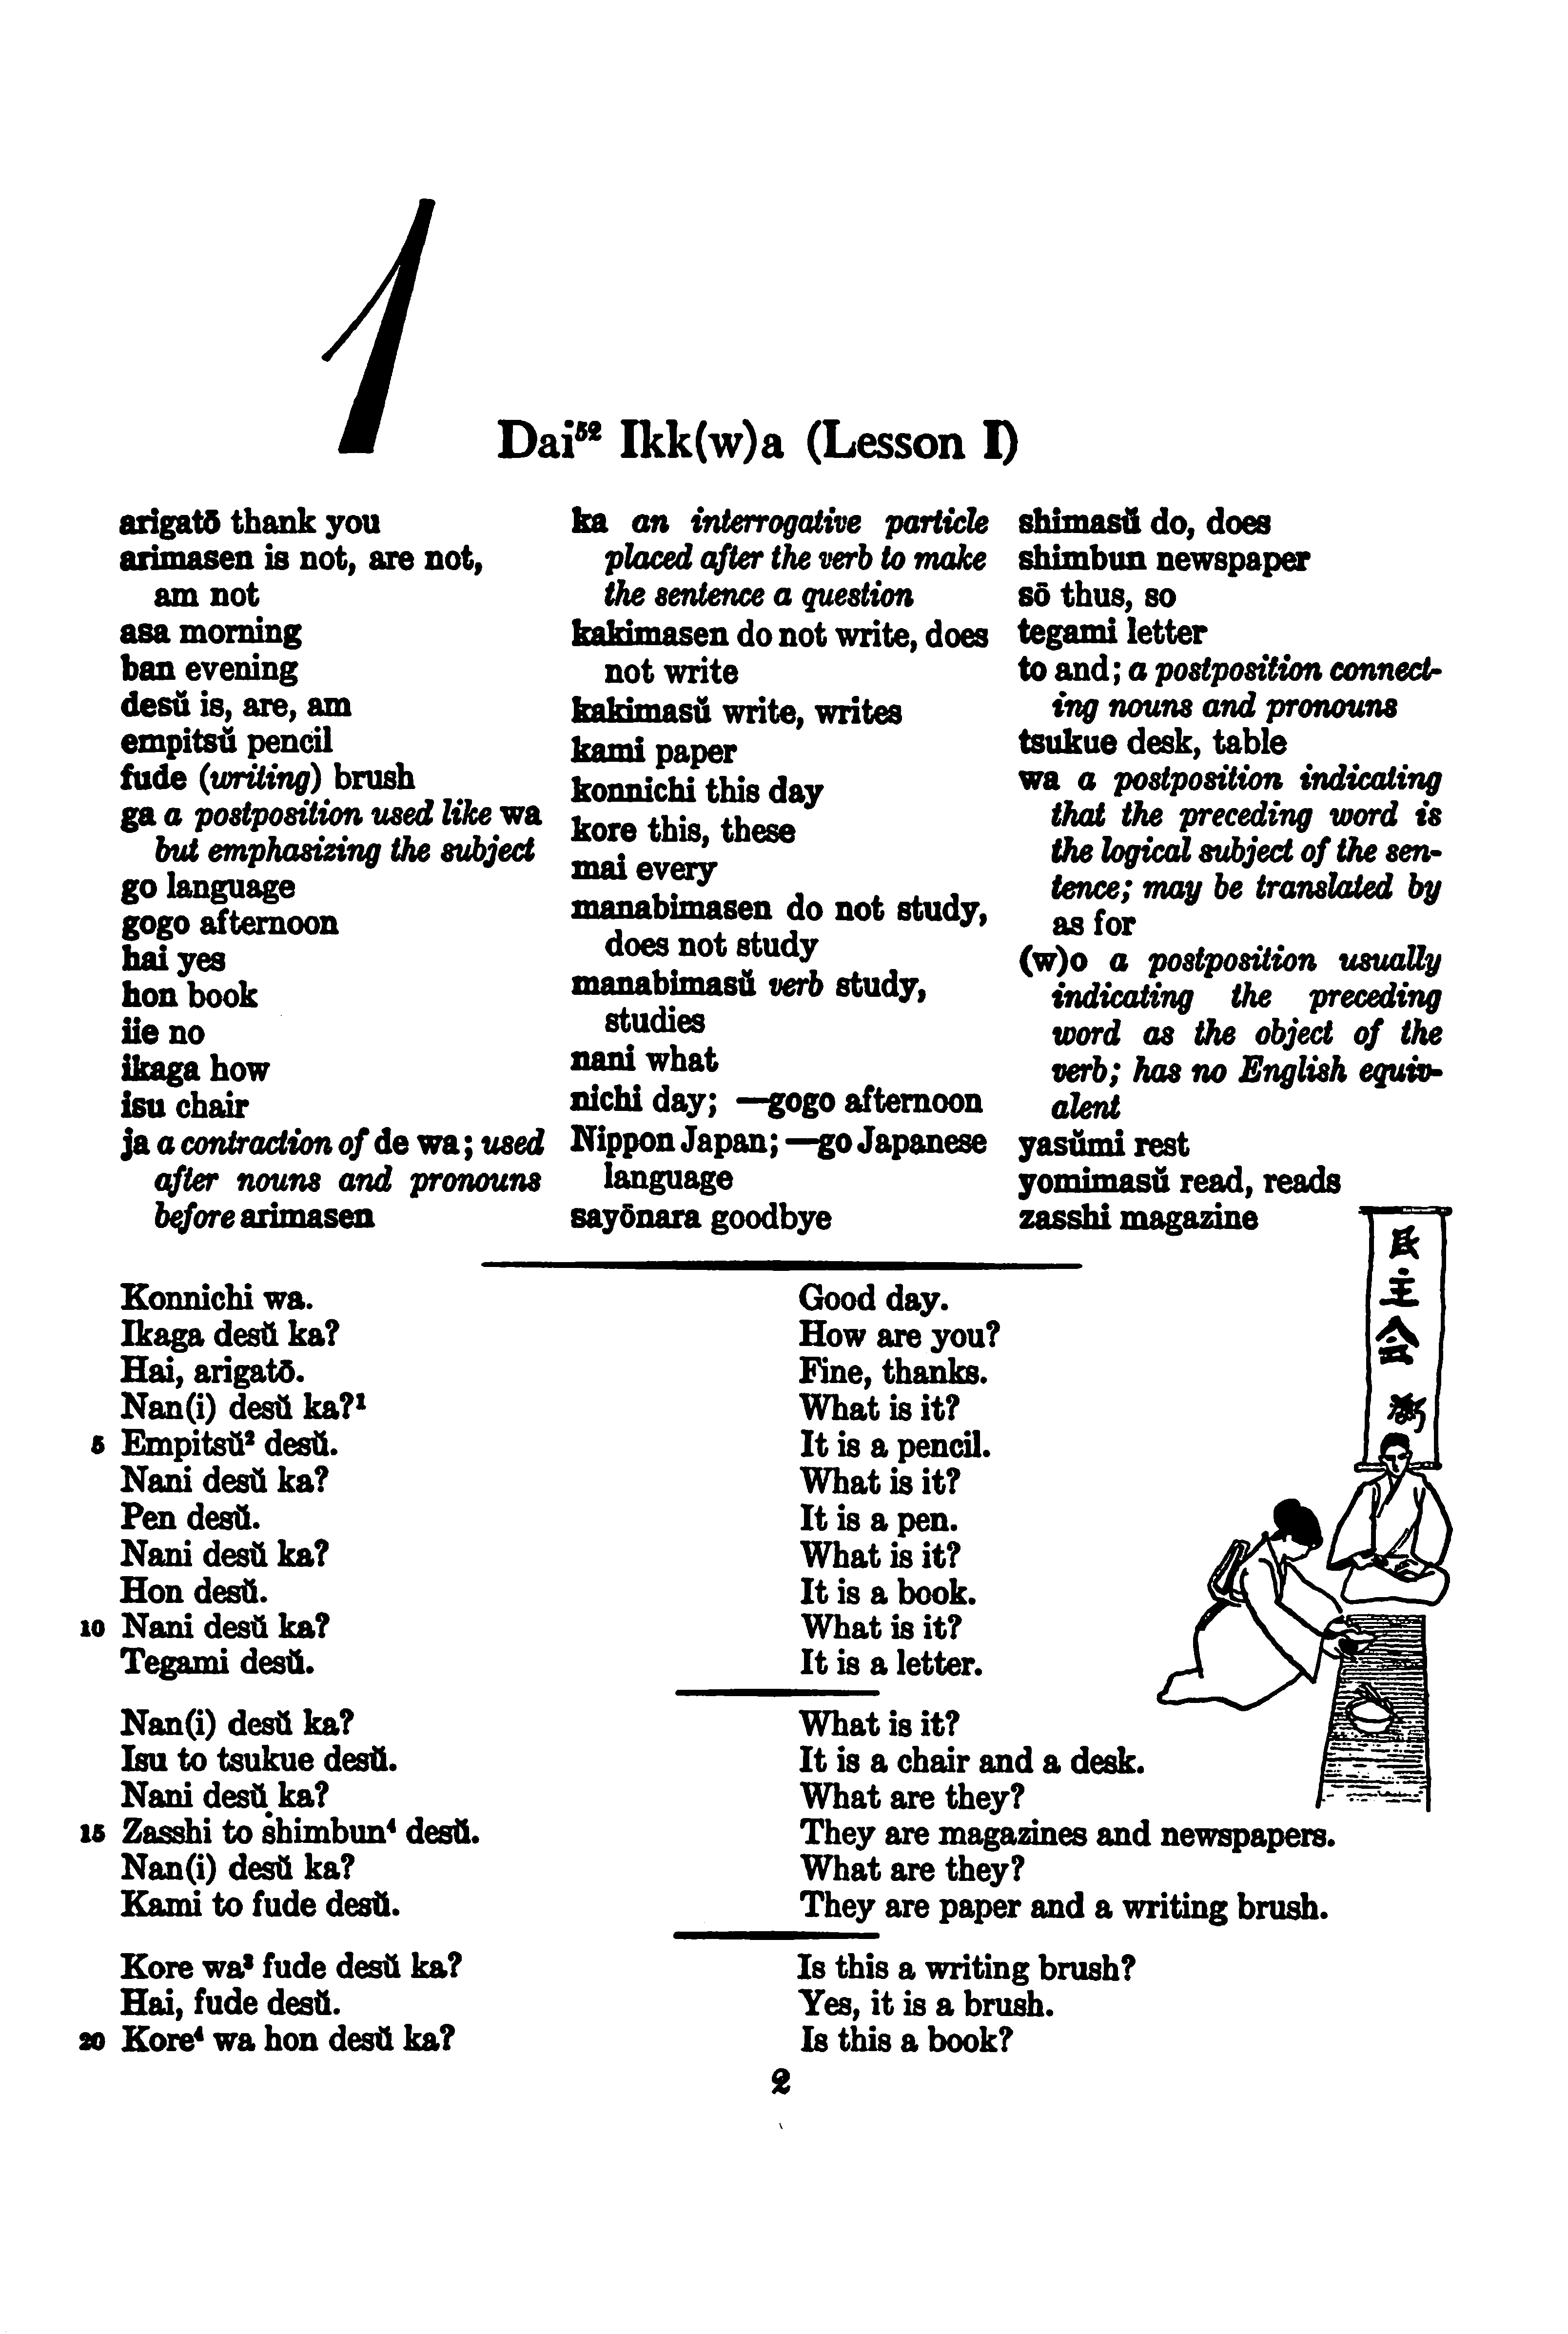 1
Dai⁵² Ikk(w)a (Lesson I)
arigatō thank you
arimasen is not, are not,
am not
asa morning
ban evening
desŭ is, are, am
empitsŭ pencil
fude (writing) brush
ga a postposition used like wa
but emphasizing the subject
go language
gogo afternoon
hai yes
hon book
iie no
ikaga how
isu chair
ja a contraction of de wa; used
after nouns and pronouns
before arimasen
ka an interrogative particle
placed after the verb to make
the sentence a question
kakimasen do not write, does
not write
kakimasŭ write, writes
kami paper
konnichi this day
kore this, these
mai every
manabimasen do not study,
does not study
manabimasŭ verb study,
studies
nani what
nichi day; —gogo afternoon
Nippon Japan; —go Japanese
language
sayōnara goodbye
shimasŭ do, does
shimbun newspaper
sō thus, so
tegami letter
to and; a postposition connect-
ing nouns and pronouns
tsukue desk, table
wa a postposition indicating
that the preceding word is
the logical subject of the sen-
tence; may be translated by
as for
(w)o a postposition usually
indicating the preceding
word as the object of the
verb; has no English equiv-
alent
yasŭmi rest
yomimasŭ read, reads
zasshi magazine
民
主
Konnichi wa. Good day.
Ikaga desŭ ka? How are you?
Hai, arigatō. Fine, thanks.
Nan(i) desŭ ka?¹ What is it?
5 Empitsŭ² desŭ. It is a pencil.
Nani desŭ ka? What is it?
Pen desŭ. It is a pen.
Nani desŭ ka? What is it?
Hon desŭ. It is a book.
10 Nani desŭ ka? What is it?
Tegami desŭ. It is a letter.
Nan(i) desŭ ka? What is it?
Isu to tsukue desŭ. It is a chair and a desk.
Nani desŭ ka? What are they?
15 Zasshi to shimbun⁴ desŭ. They are magazines and newspapers.
Nan(i) desŭ ka? What are they?
Kami to fude desŭ. They are paper and a writing brush.
Kore wa³ fude desŭ ka? Is this a writing brush?
Hai, fude desŭ. Yes, it is a brush.
20 Kore⁴ wa hon desŭ ka? Is this a book?
2